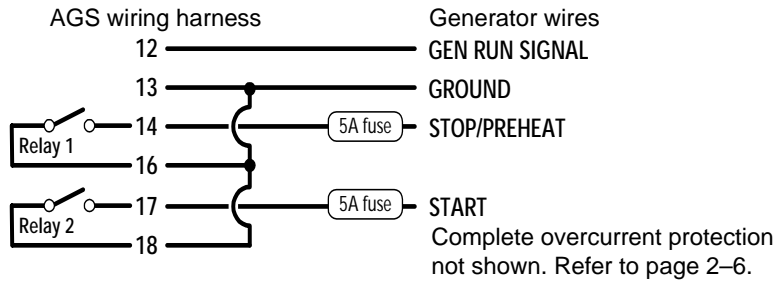 AGS wiring harness Generator wires
12 GEN RUN SIGNAL
13 GROUND
14 5A fuse STOP/PREHEAT
Relay 1
16
17 5A fuse START
Relay 2
18
Complete overcurrent protection
not shown. Refer to page 2–6.